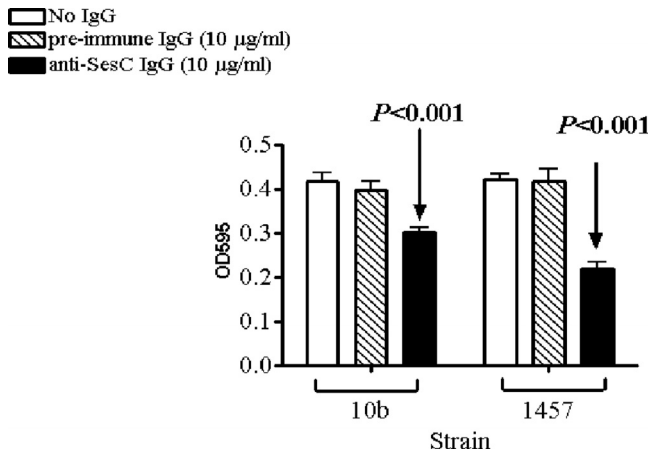 No IgG
pre-immune IgG (10 μg/ml)
anti-SesC IgG (10 μg/ml)
P<0.001
P<0.001
0.5
0.4
0.3
0.2
0.1
0.0
OD595
10b
1457
Strain